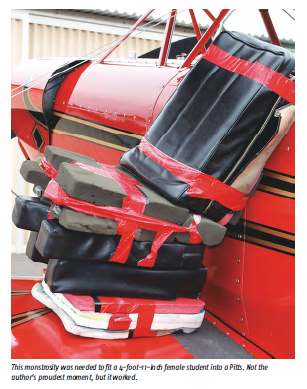 This monstrosity was needed to fit a 4-foot-11-inch female student into a Pitts. Not the
author's proudest moment, but it worked.